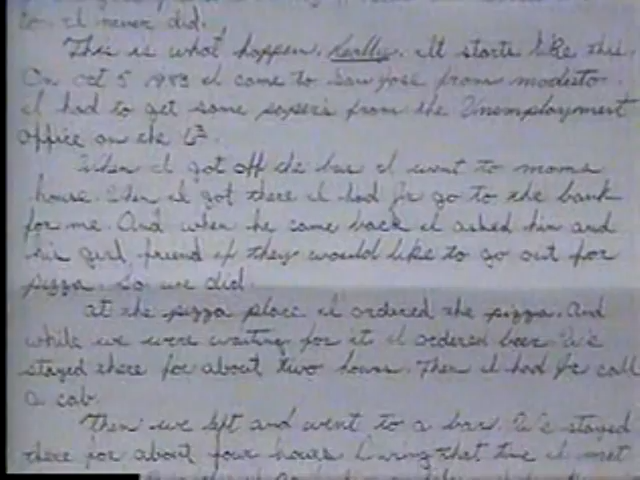 to. I never did.
This is what happen. Really. It starts like this.
On Oct 5 1983 I come to San Jose from modesto.
I had to get some papers from the Unemployment
Office on the 6th
When I got off the bus I went to moms
house. When I got there I had Jr go to the bank
for me. And when he came back I asked him and
his girl friend if they would like to go out for
pizza. So we did.
at the pizza place I ordered the pizza. And
while we were waiting for it I ordered beer. We
stayed there for about two hours. Then I had Jr call
a cab.
Then we left and went to a bar. We stayed
there for about four hours During that time I met